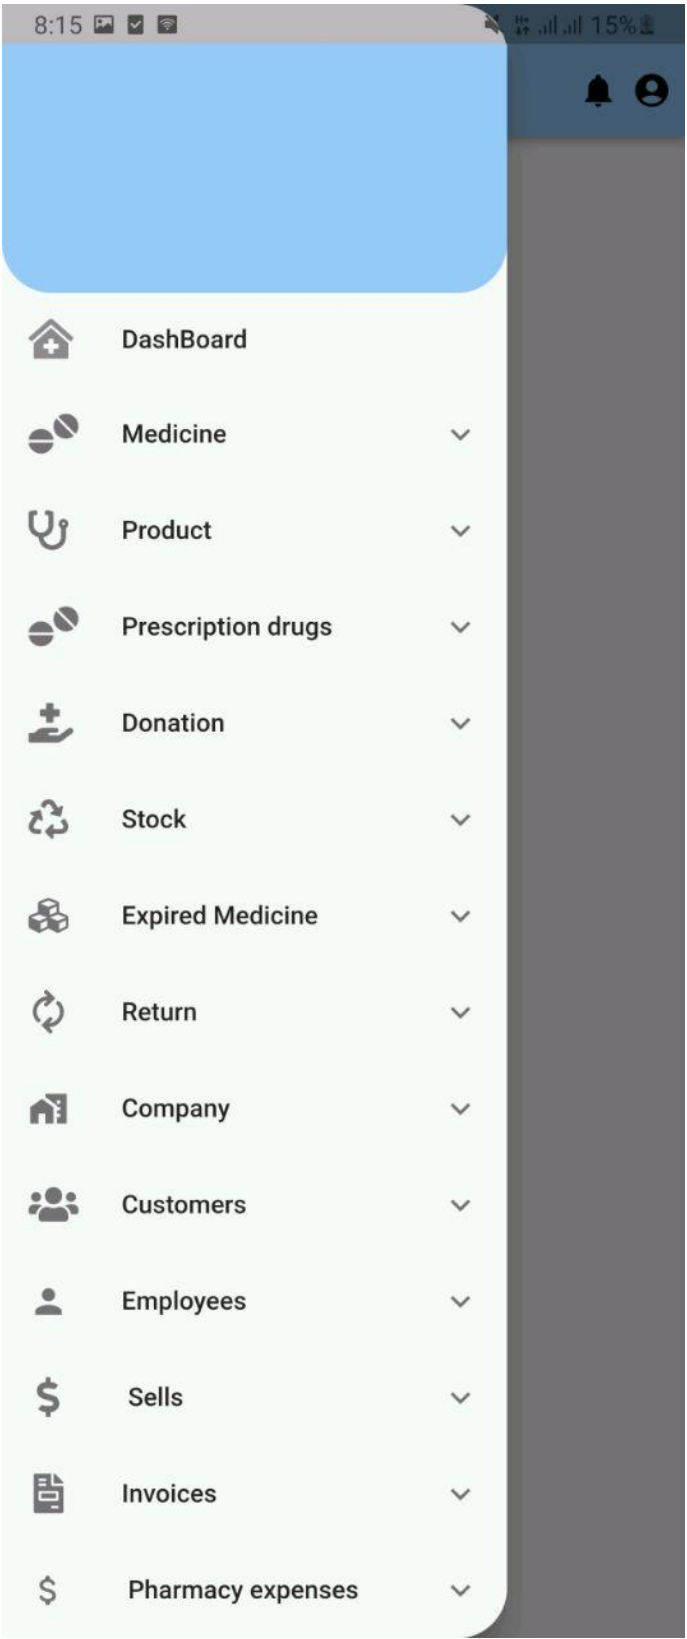 8:15 15%
DashBoard
Medicine
Product
Prescription drugs
Donation
Stock
Expired Medicine
Return
Company
Customers
Employees
Sells
Invoices
Pharmacy expenses